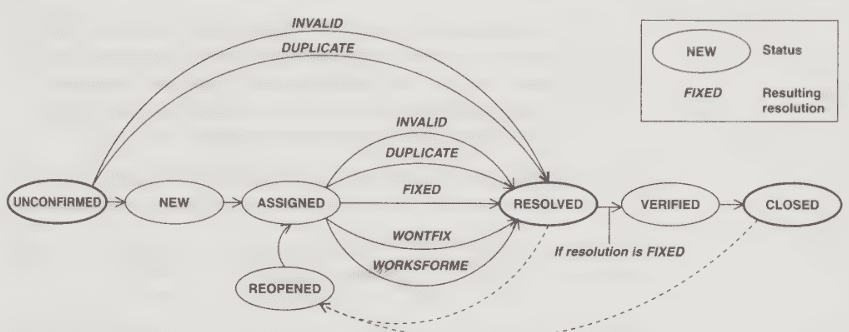 INVALID
DUPLICATE
NEW
Status
FIXED
Resulting
resolution
INVALID
DUPLICATE
FIXED
UNCONFIRMED
NEW
ASSIGNED
RESOLVED
VERIFIED
CLOSED
WONTFIX
If resolution is FIXED
WORKSFORME
REOPENED